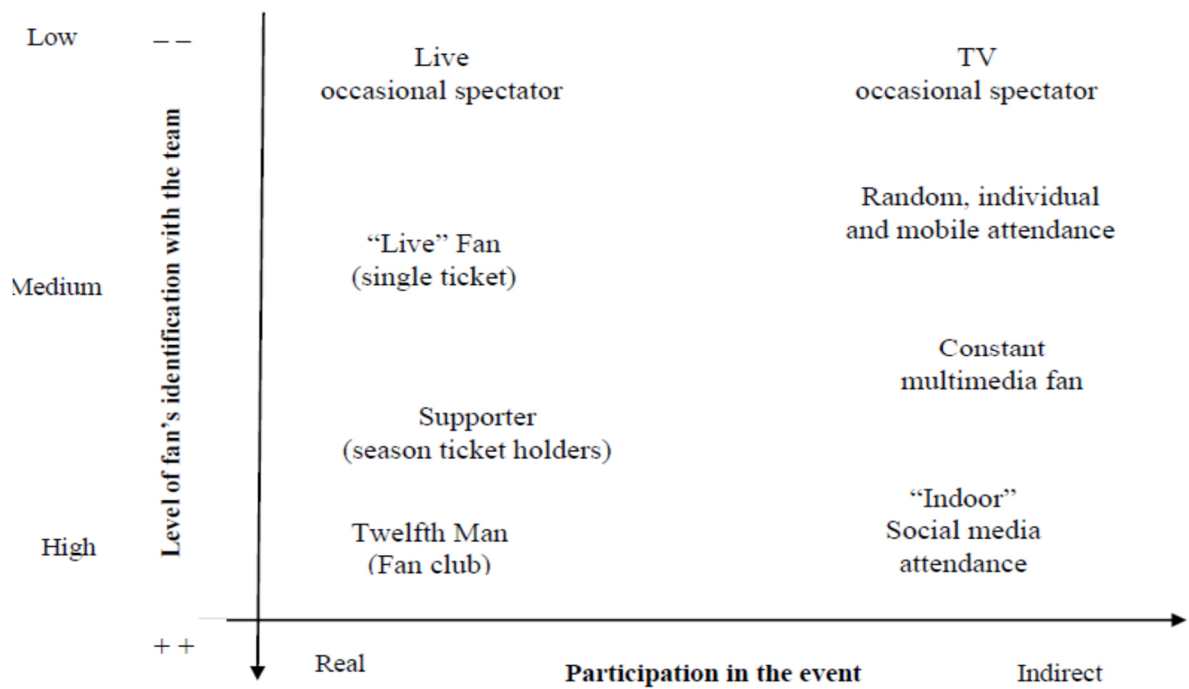 Low
– –
Live
occasional spectator
TV
occasional spectator
Level of fan’s identification with the team
Random, individual
and mobile attendance
“Live” Fan
(single ticket)
Medium
Constant
multimedia fan
Supporter
(season ticket holders)
“Indoor”
Social media
attendance
Twelfth Man
(Fan club)
High
+ +
Real
Participation in the event
Indirect